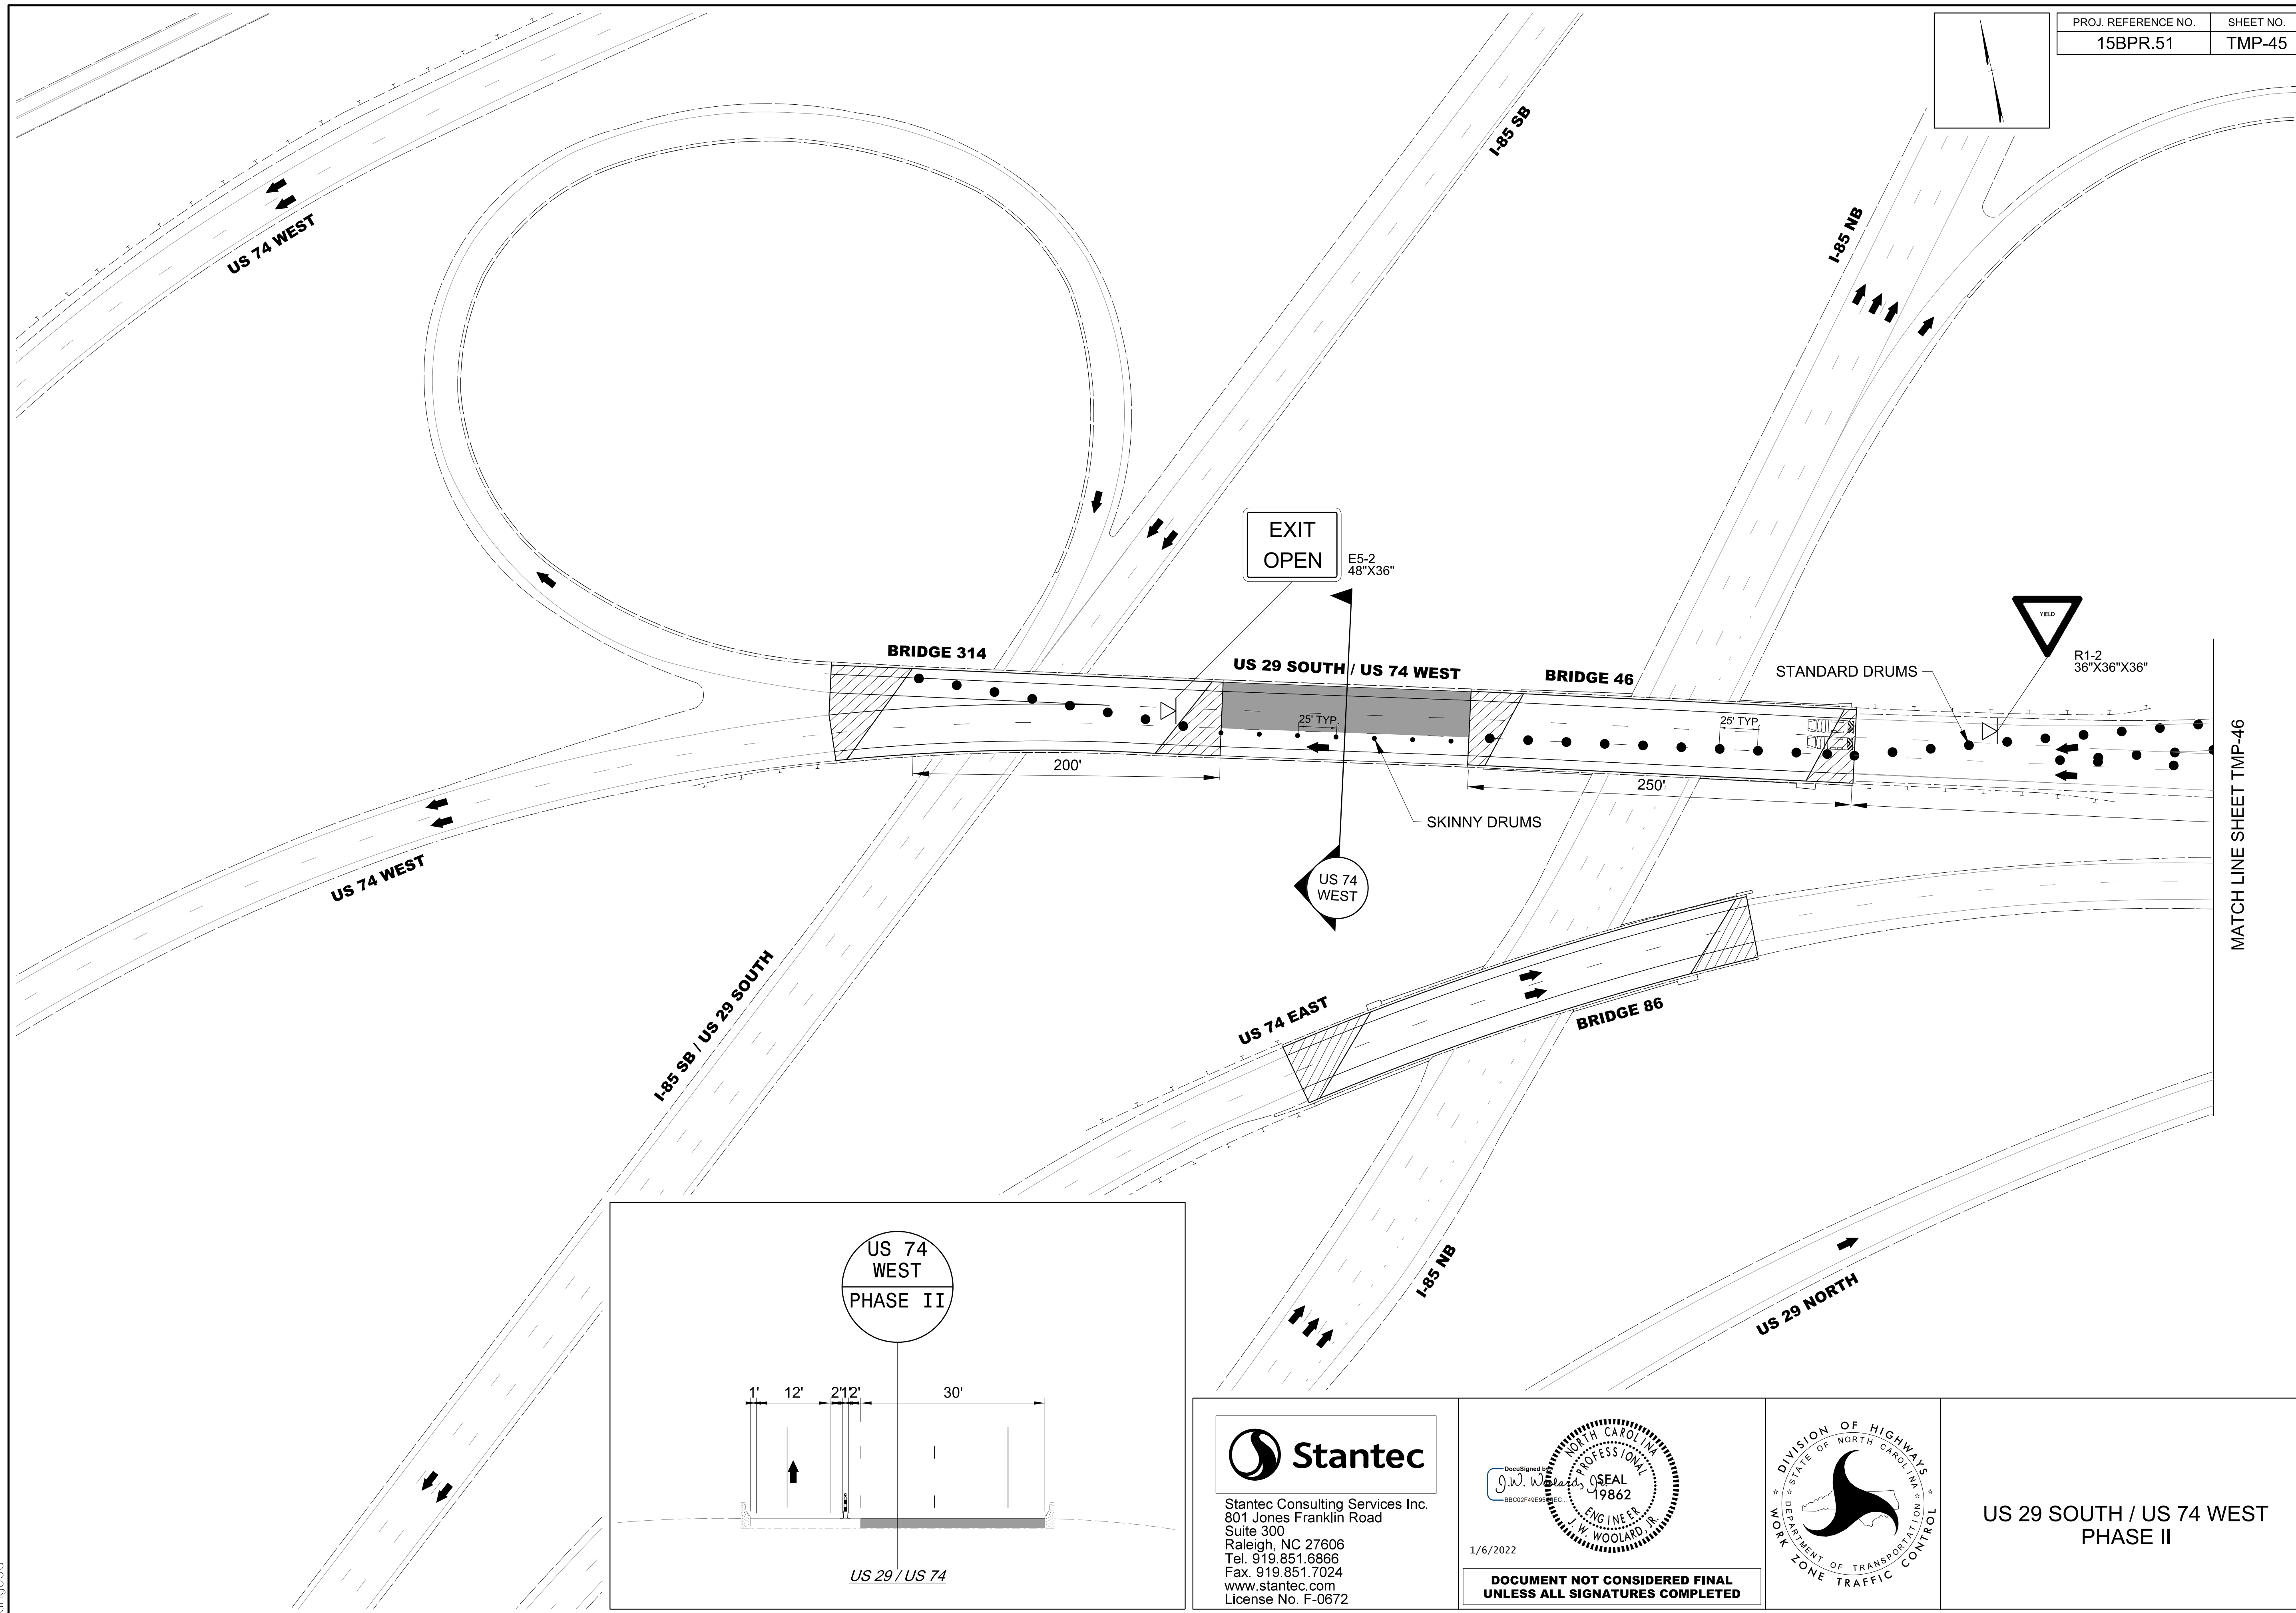 PROJ. REFERENCE NO.
SHEET NO.
15BPR.51
TMP-45
I-85 SB
I-85 NB
US 74 WEST
EXIT
OPEN
E5-2
48"X36"
YIELD
R1-2
36"X36"X36"
BRIDGE 314
US 29 SOUTH / US 74 WEST
BRIDGE 46
STANDARD DRUMS
25' TYP.
25' TYP.
200'
250'
SKINNY DRUMS
MATCH LINE SHEET TMP-46
US 74 WEST
US 74
WEST
I-85 SB / US 29 SOUTH
US 74 EAST
BRIDGE 86
I-85 NB
US 29 NORTH
US 74
WEST
PHASE II
1'
12'
2'
1'
2'
30'
US 29 / US 74
Stantec
Stantec Consulting Services Inc.
801 Jones Franklin Road
Suite 300
Raleigh, NC 27606
Tel. 919.851.6866
Fax. 919.851.7024
www.stantec.com
License No. F-0672
DocuSigned by
J.W. Woolard, Jr.
NORTH CAROLINA
PROFESSIONAL
SEAL
19862
ENGINEER
J. W. WOOLARD, JR.
1/6/2022
DOCUMENT NOT CONSIDERED FINAL
UNLESS ALL SIGNATURES COMPLETED
DIVISION OF HIGHWAYS
STATE OF NORTH CAROLINA
DEPARTMENT OF TRANSPORTATION
WORK ZONE TRAFFIC CONTROL
US 29 SOUTH / US 74 WEST
PHASE II